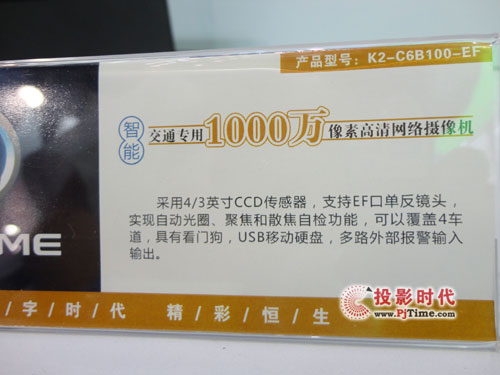 产品型号：K2-C6B100-EF
智能
交通专用1000万像素高清网络摄像机
采用4/3英寸CCD传感器，支持EF口单反镜头，
实现自动光圈、聚焦和散焦自检功能，可以覆盖4车
道，具有看门狗，USB移动硬盘，多路外部报警输入
输出。
ME
字/时/代 精/彩/恒/生
投影时代
www.PjTime.com